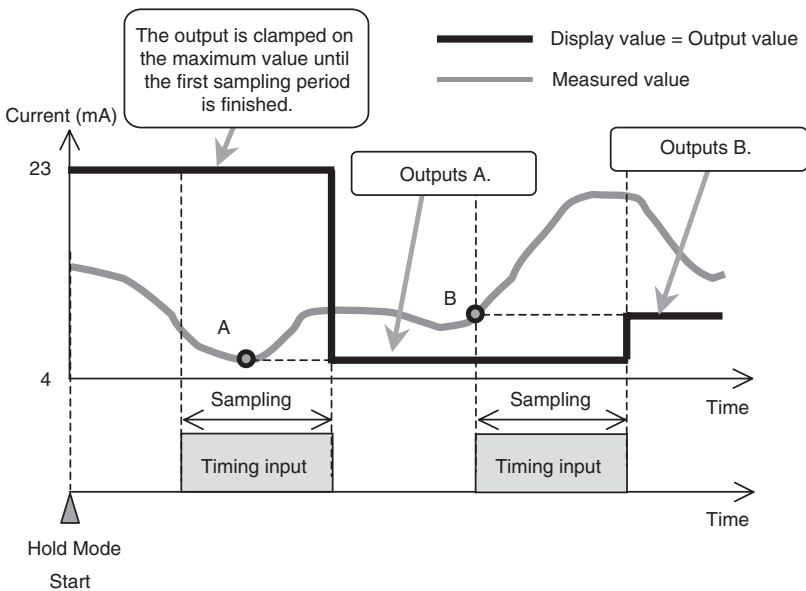 The output is clamped on
the maximum value until
the first sampling period
is finished.
Display value = Output value
Measured value
Current (mA)
23
Outputs A.
Outputs B.
A
B
4
Sampling
Sampling
Time
Timing input
Timing input
Time
Hold Mode
Start